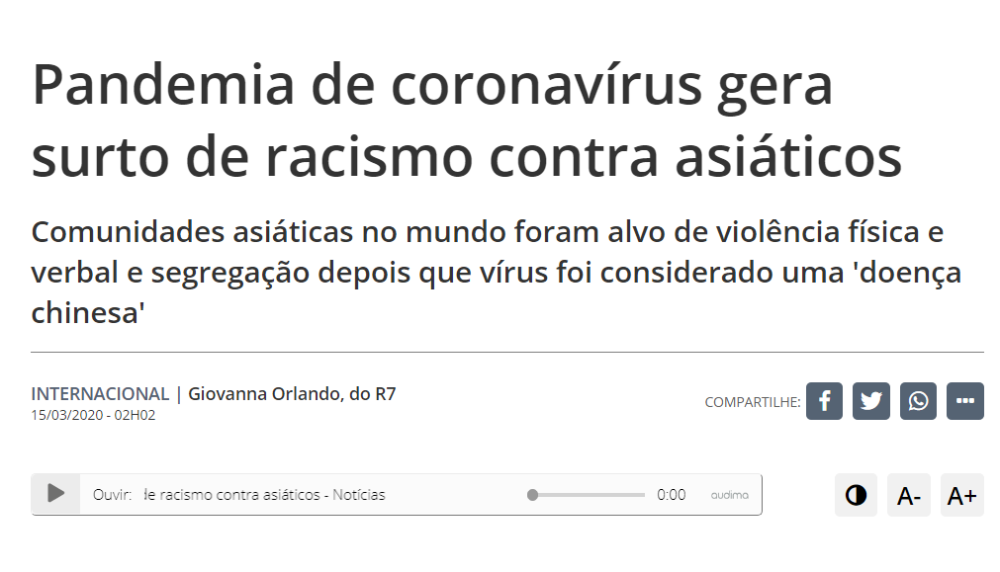 Pandemia de coronavírus gera
surto de racismo contra asiáticos
Comunidades asiáticas no mundo foram alvo de violência física e
verbal e segregação depois que vírus foi considerado uma 'doença
chinesa'
INTERNACIONAL | Giovanna Orlando, do R7
15/03/2020 - 02H02
COMPARTILHE:
Ouvir: de racismo contra asiáticos - Notícias 0:00 audima
A- A+